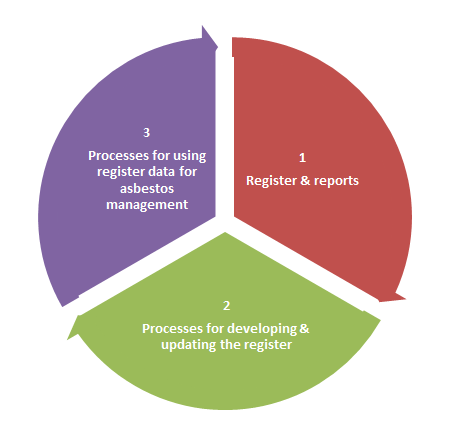 1
Register & reports
2
Processes for developing &
updating the register
3
Processes for using
register data for
asbestos
management